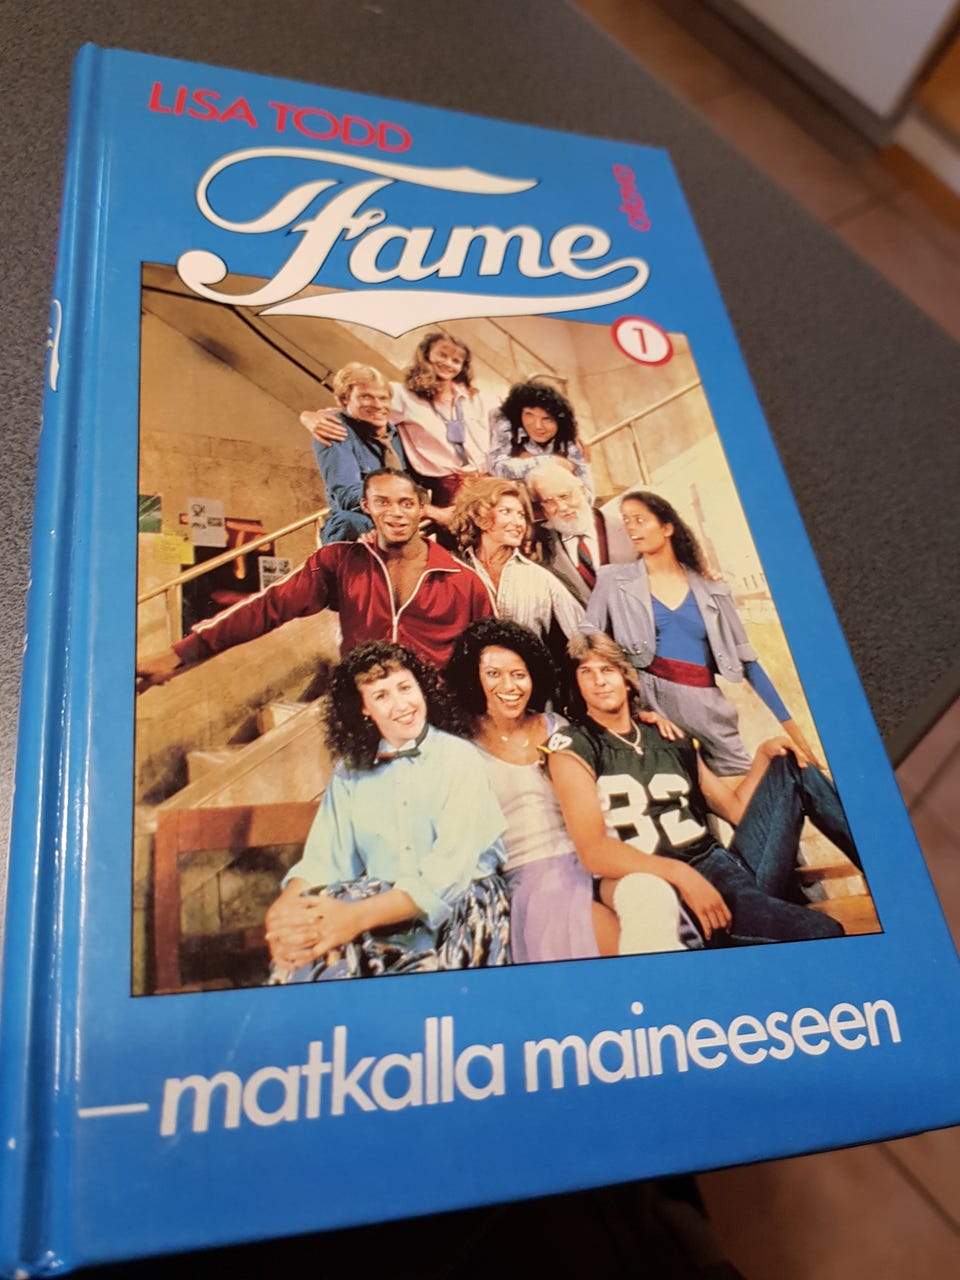 LISA TODD
Fame
otava
1
32
— matkalla maineeseen